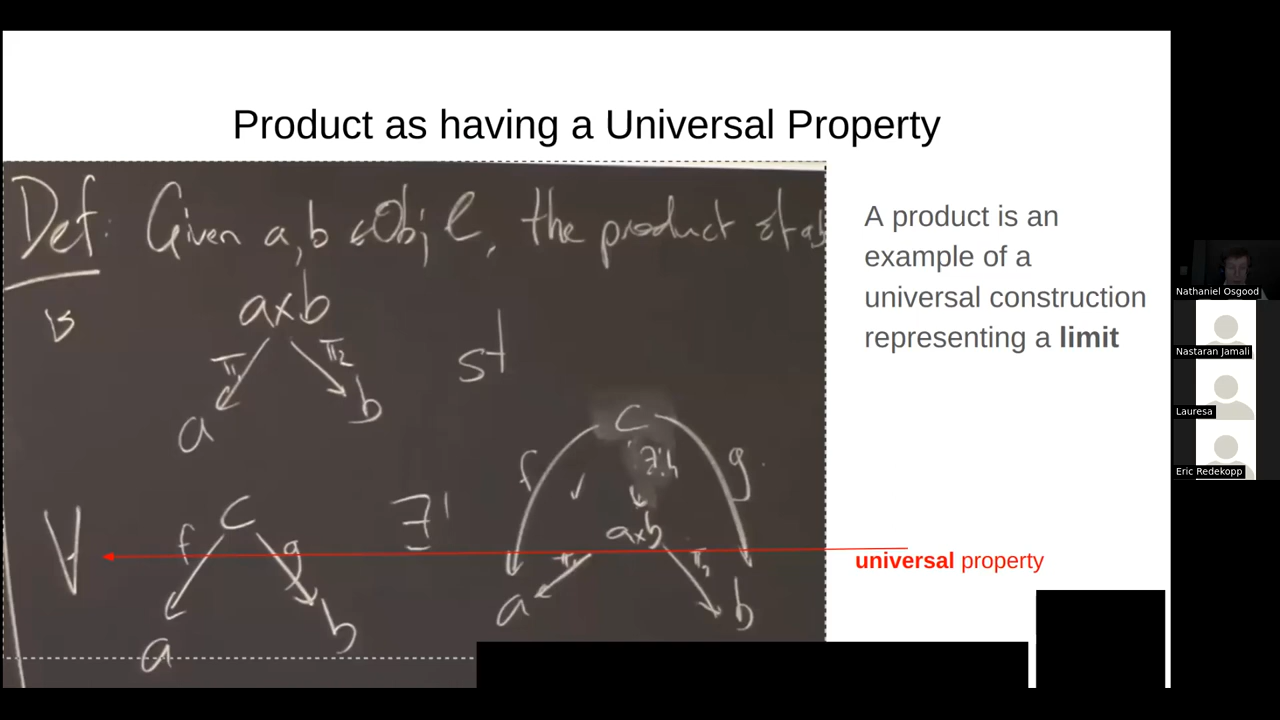 Product as having a Universal Property
Def: Given a,b ∈ Obj C, the product of a,b
is
a×b
π₁ π₂
a b
st
A product is an
example of a
universal construction
representing a limit
∀
c
f g
a b
∃!
c
f ∃!h g
✓
a×b
π₁ π₂
a b
universal property
Nathaniel Osgood
Nastaran Jamali
Lauresa
Eric Redekopp